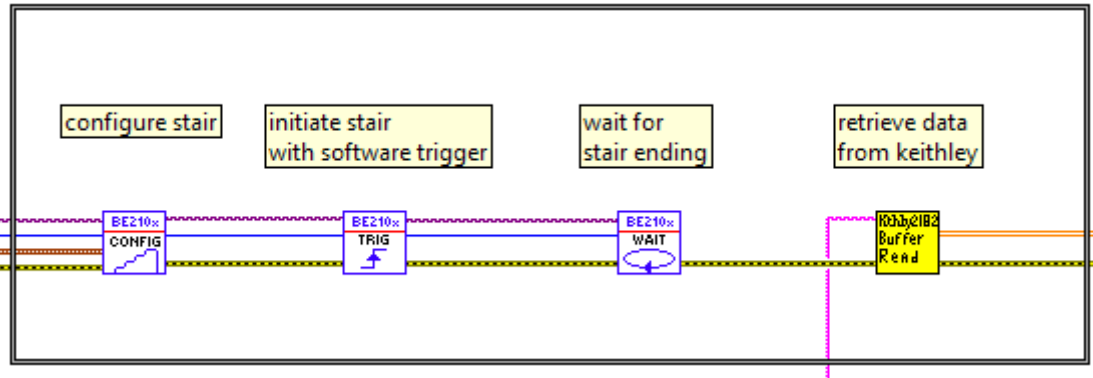 configure stair
initiate stair
with software trigger
wait for
stair ending
retrieve data
from keithley
BE210x
CONFIG
BE210x
TRIG
BE210x
WAIT
Buffer
Read